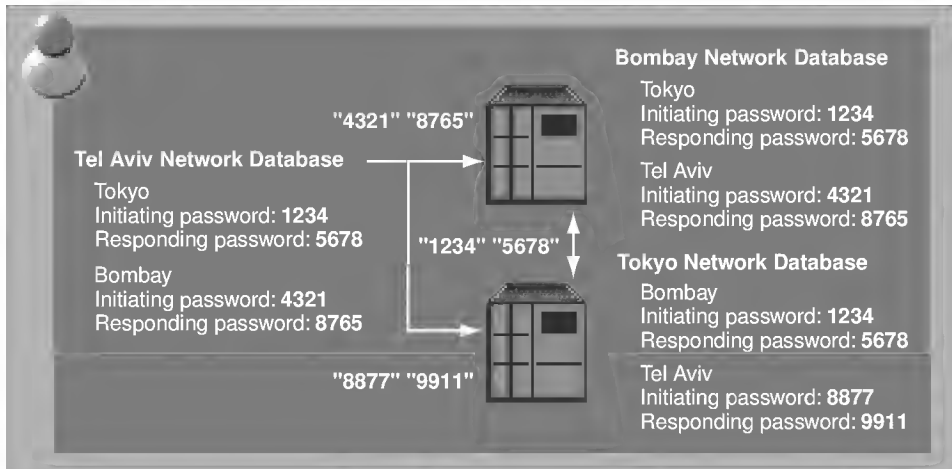 Tel Aviv Network Database
Tokyo
Initiating password: 1234
Responding password: 5678
Bombay
Initiating password: 4321
Responding password: 8765
"4321" "8765"
"1234" "5678"
"8877" "9911"
Bombay Network Database
Tokyo
Initiating password: 1234
Responding password: 5678
Tel Aviv
Initiating password: 4321
Responding password: 8765
Tokyo Network Database
Bombay
Initiating password: 1234
Responding password: 5678
Tel Aviv
Initiating password: 8877
Responding password: 9911